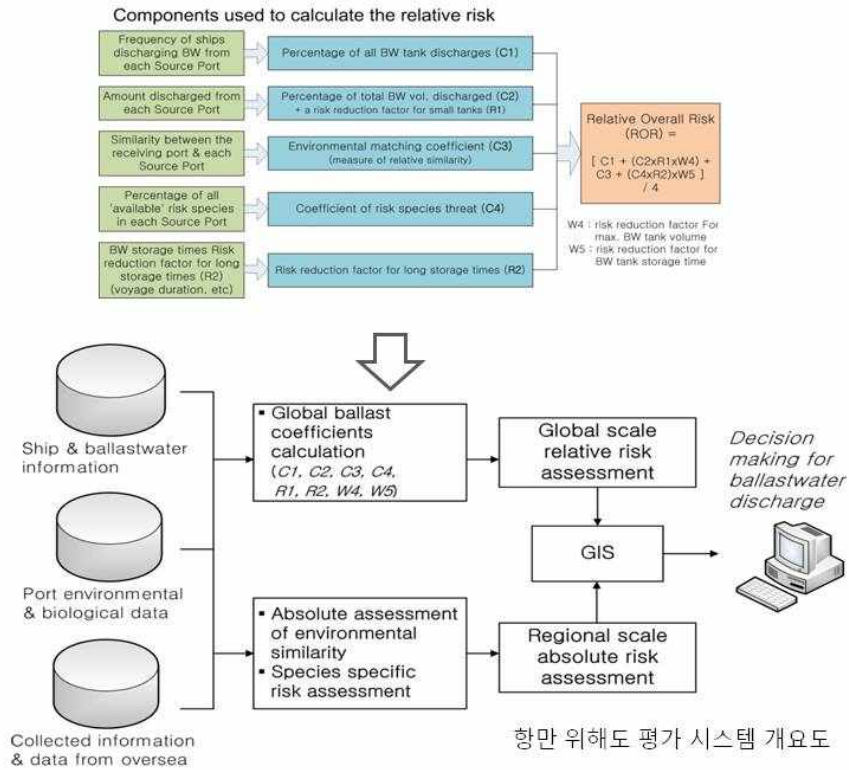 Components used to calculate the relative risk
Frequency of ships
discharging BW from
each Source Port
Percentage of all BW tank discharges (C1)
Amount discharged from
each Source Port
Percentage of total BW vol. discharged (C2)
+ a risk reduction factor for small tanks (R1)
Similarity between the
receiving port & each
Source Port
Environmental matching coefficient (C3)
(measure of relative similarity)
Percentage of all
'available' risk species
in each Source Port
Coefficient of risk species threat (C4)
BW storage times Risk
reduction factor for long
storage times (R2)
(voyage duration, etc)
Risk reduction factor for long storage times (R2)
Relative Overall Risk
(ROR) =
[ C1 + (C2xR1xW4) +
C3 + (C4xR2)xW5 ]
/ 4
W4 : risk reduction factor For
max. BW tank volume
W5 : risk reduction factor for
BW tank storage time
Ship & ballastwater
information
Port environmental
& biological data
Collected information
& data from oversea
▪ Global ballast
coefficients
calculation
(C1, C2, C3, C4,
R1, R2, W4, W5)
▪ Absolute assessment
of environmental
similarity
▪ Species specific
risk assessment
Global scale
relative risk
assessment
GIS
Regional scale
absolute risk
assessment
Decision
making for
ballastwater
discharge
항만 위해도 평가 시스템 개요도